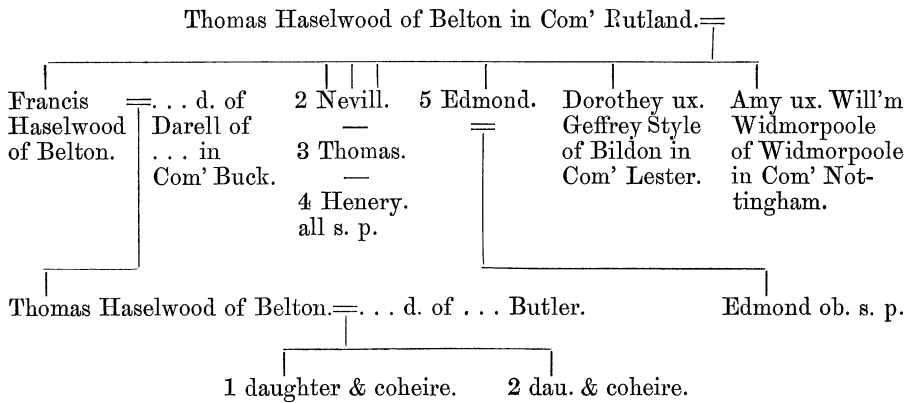 Thomas Haselwood of Belton in Com' Rutland.=
Francis
Haselwood
of Belton.
=. . . d. of
Darell of
. . . in
Com' Buck.
2 Nevill.
—
3 Thomas.
—
4 Henery.
all s. p.
5 Edmond.
=
Dorothey ux.
Geffrey Style
of Bildon in
Com' Lester.
Amy ux. Will'm
Widmorpoole
of Widmorpoole
in Com' Not-
tingham.
Thomas Haselwood of Belton.=. . . d. of . . . Butler.
Edmond ob. s. p.
1 daughter & coheire.
2 dau. & coheire.